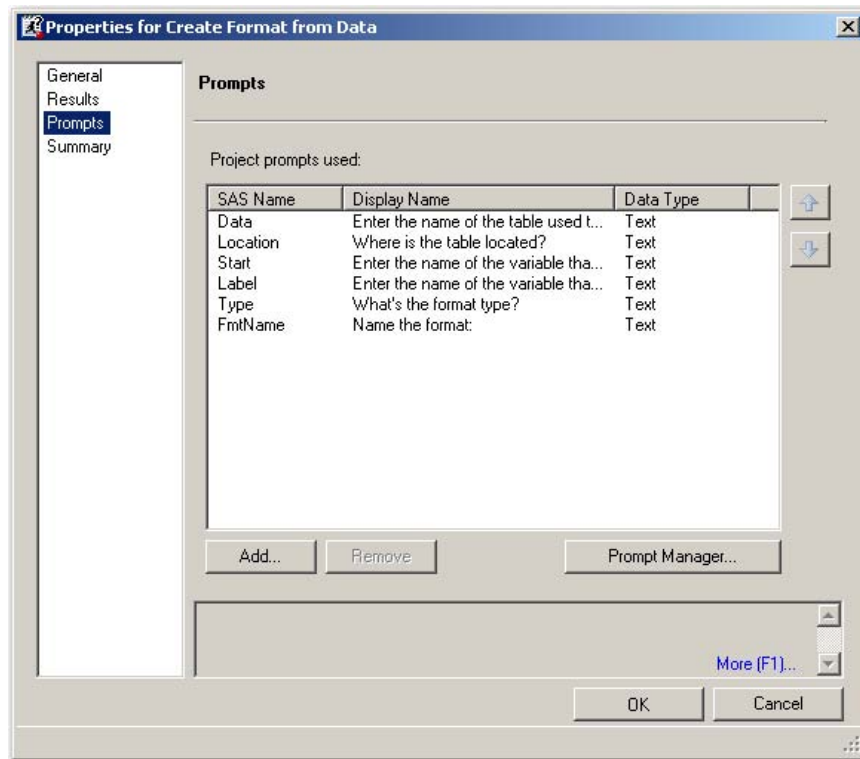 Properties for Create Format from Data
General
Results
Prompts
Summary
Prompts
Project prompts used:
SAS Name Display Name Data Type
Data Enter the name of the table used t... Text
Location Where is the table located? Text
Start Enter the name of the variable tha... Text
Label Enter the name of the variable tha... Text
Type What's the format type? Text
FmtName Name the format: Text
Add... Remove Prompt Manager...
More (F1)...
OK Cancel